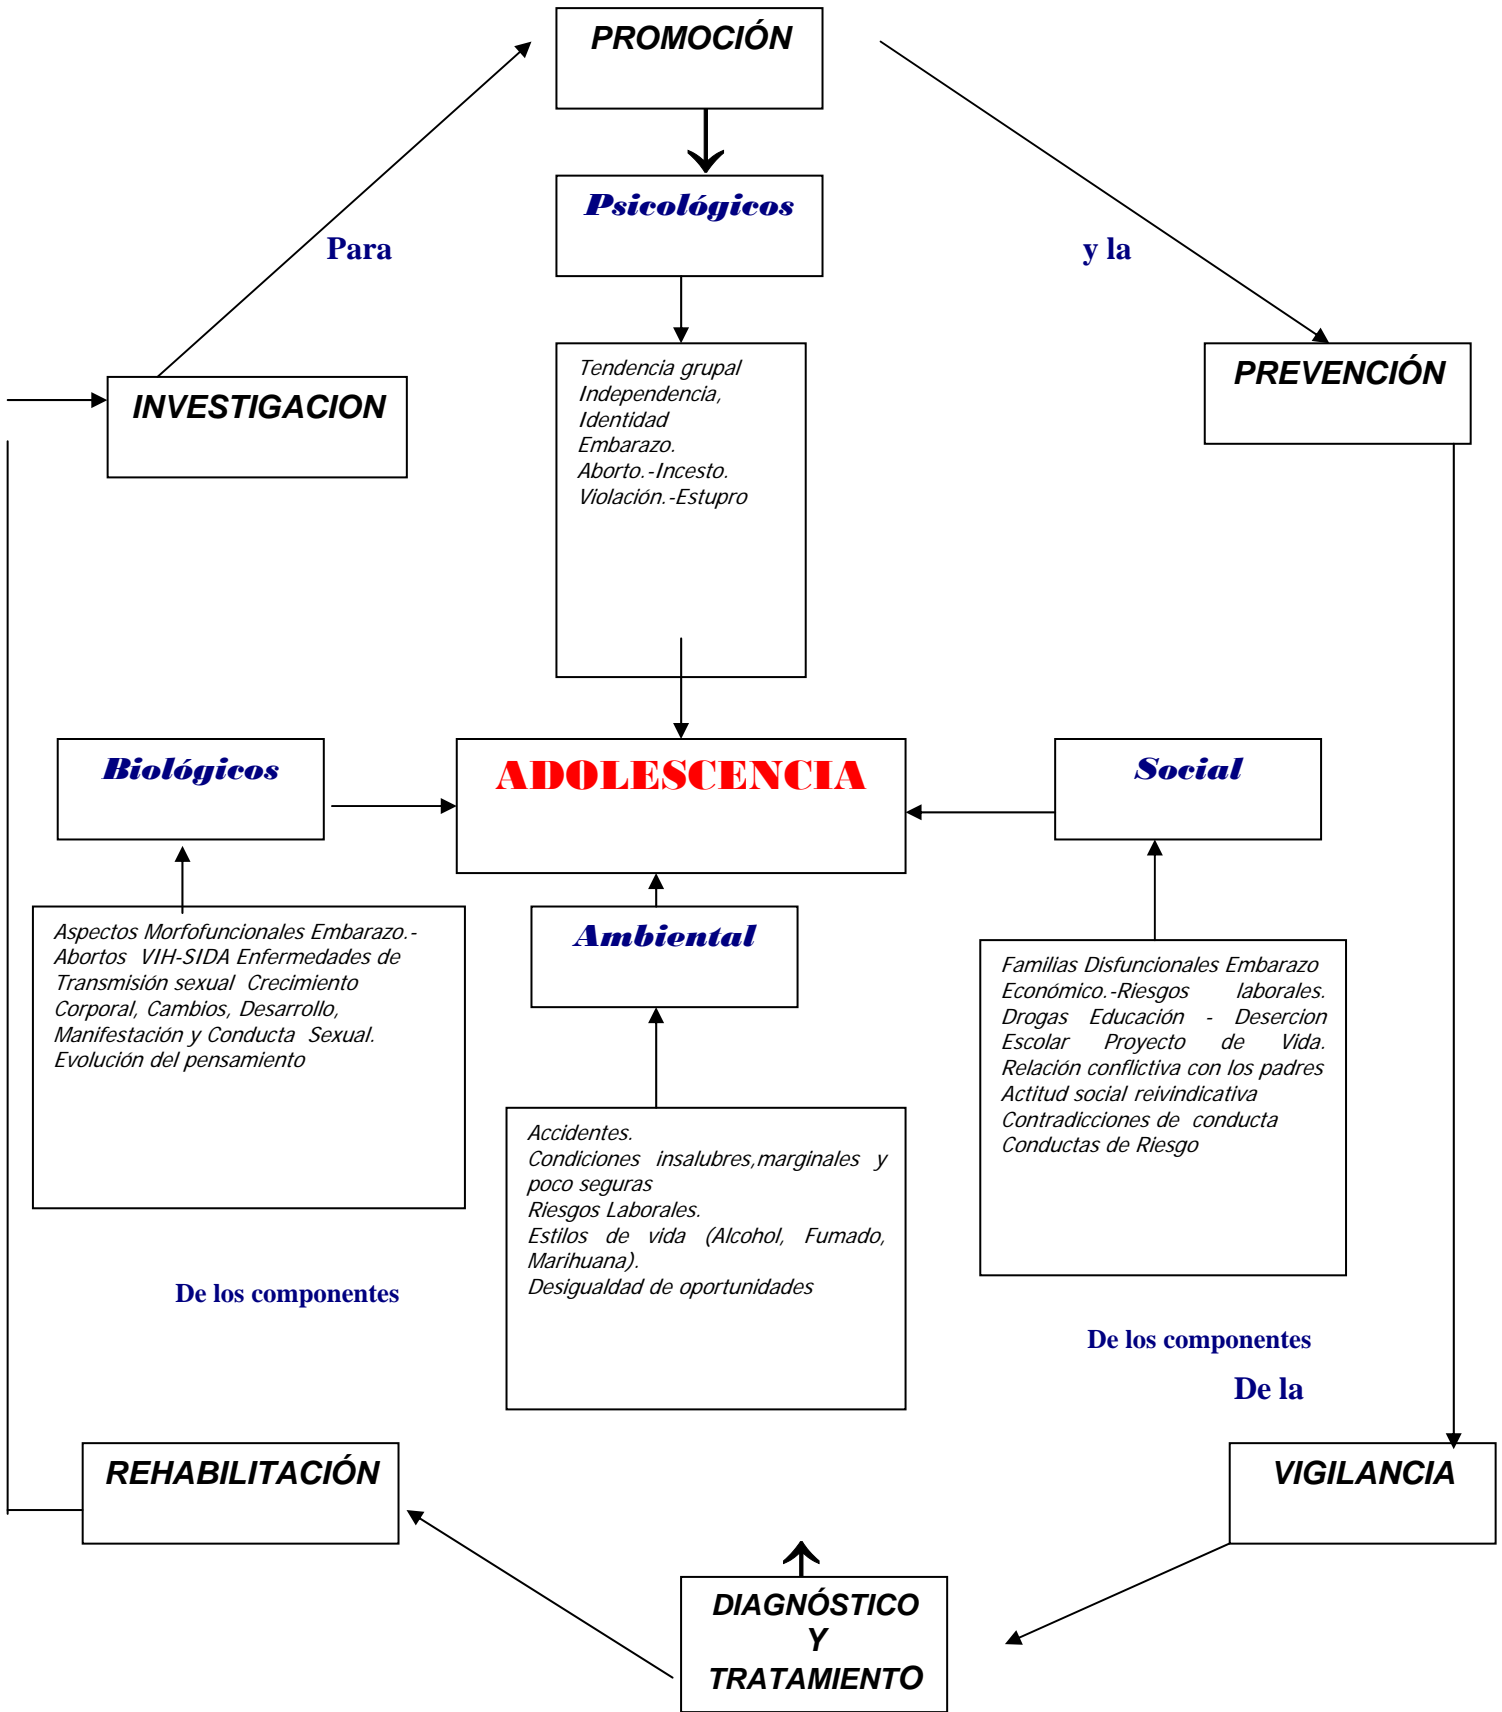 PROMOCIÓN
Psicológicos
Para
y la
Tendencia grupal
Independencia,
Identidad
Embarazo.
Aborto.-Incesto.
Violación.-Estupro
INVESTIGACION
PREVENCIÓN
Biológicos
ADOLESCENCIA
Social
Aspectos Morfofuncionales Embarazo.-
Abortos VIH-SIDA Enfermedades de
Transmisión sexual Crecimiento
Corporal, Cambios, Desarrollo,
Manifestación y Conducta Sexual.
Evolución del pensamiento
Ambiental
Familias Disfuncionales Embarazo
Económico.-Riesgos laborales.
Drogas Educación - Desercion
Escolar Proyecto de Vida.
Relación conflictiva con los padres
Actitud social reivindicativa
Contradicciones de conducta
Conductas de Riesgo
Accidentes.
Condiciones insalubres,marginales y
poco seguras
Riesgos Laborales.
Estilos de vida (Alcohol, Fumado,
Marihuana).
Desigualdad de oportunidades
De los componentes
De los componentes
De la
REHABILITACIÓN
VIGILANCIA
DIAGNÓSTICO
Y
TRATAMIENTO